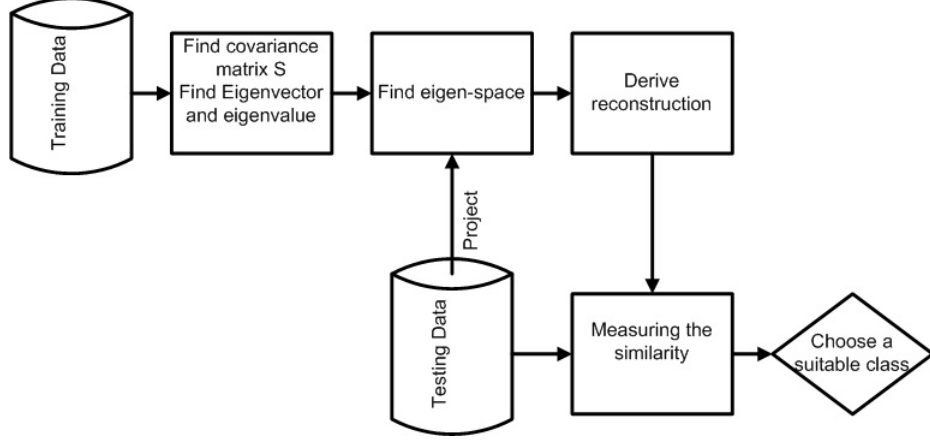 Training Data
Find covariance
matrix S
Find Eigenvector
and eigenvalue
Find eigen-space
Derive
reconstruction
Project
Testing Data
Measuring the
similarity
Choose a
suitable class